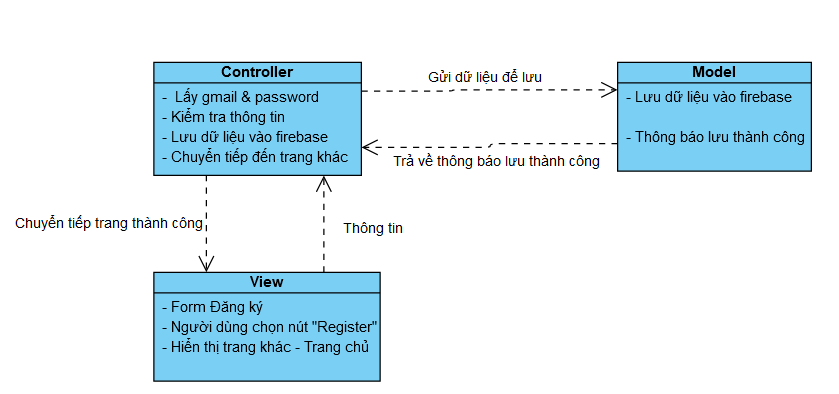 Controller
- Lấy gmail & password
- Kiểm tra thông tin
- Lưu dữ liệu vào firebase
- Chuyển tiếp đến trang khác
Gửi dữ liệu để lưu
Model
- Lưu dữ liệu vào firebase
- Thông báo lưu thành công
Trả về thông báo lưu thành công
Chuyển tiếp trang thành công
Thông tin
View
- Form Đăng ký
- Người dùng chọn nút "Register"
- Hiển thị trang khác - Trang chủ